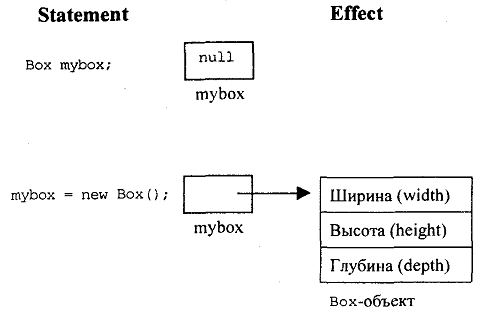 Statement Effect
Box mybox; null
mybox
mybox = new Box(); Ширина (width)
mybox Высота (height)
Глубина (depth)
Box-объект